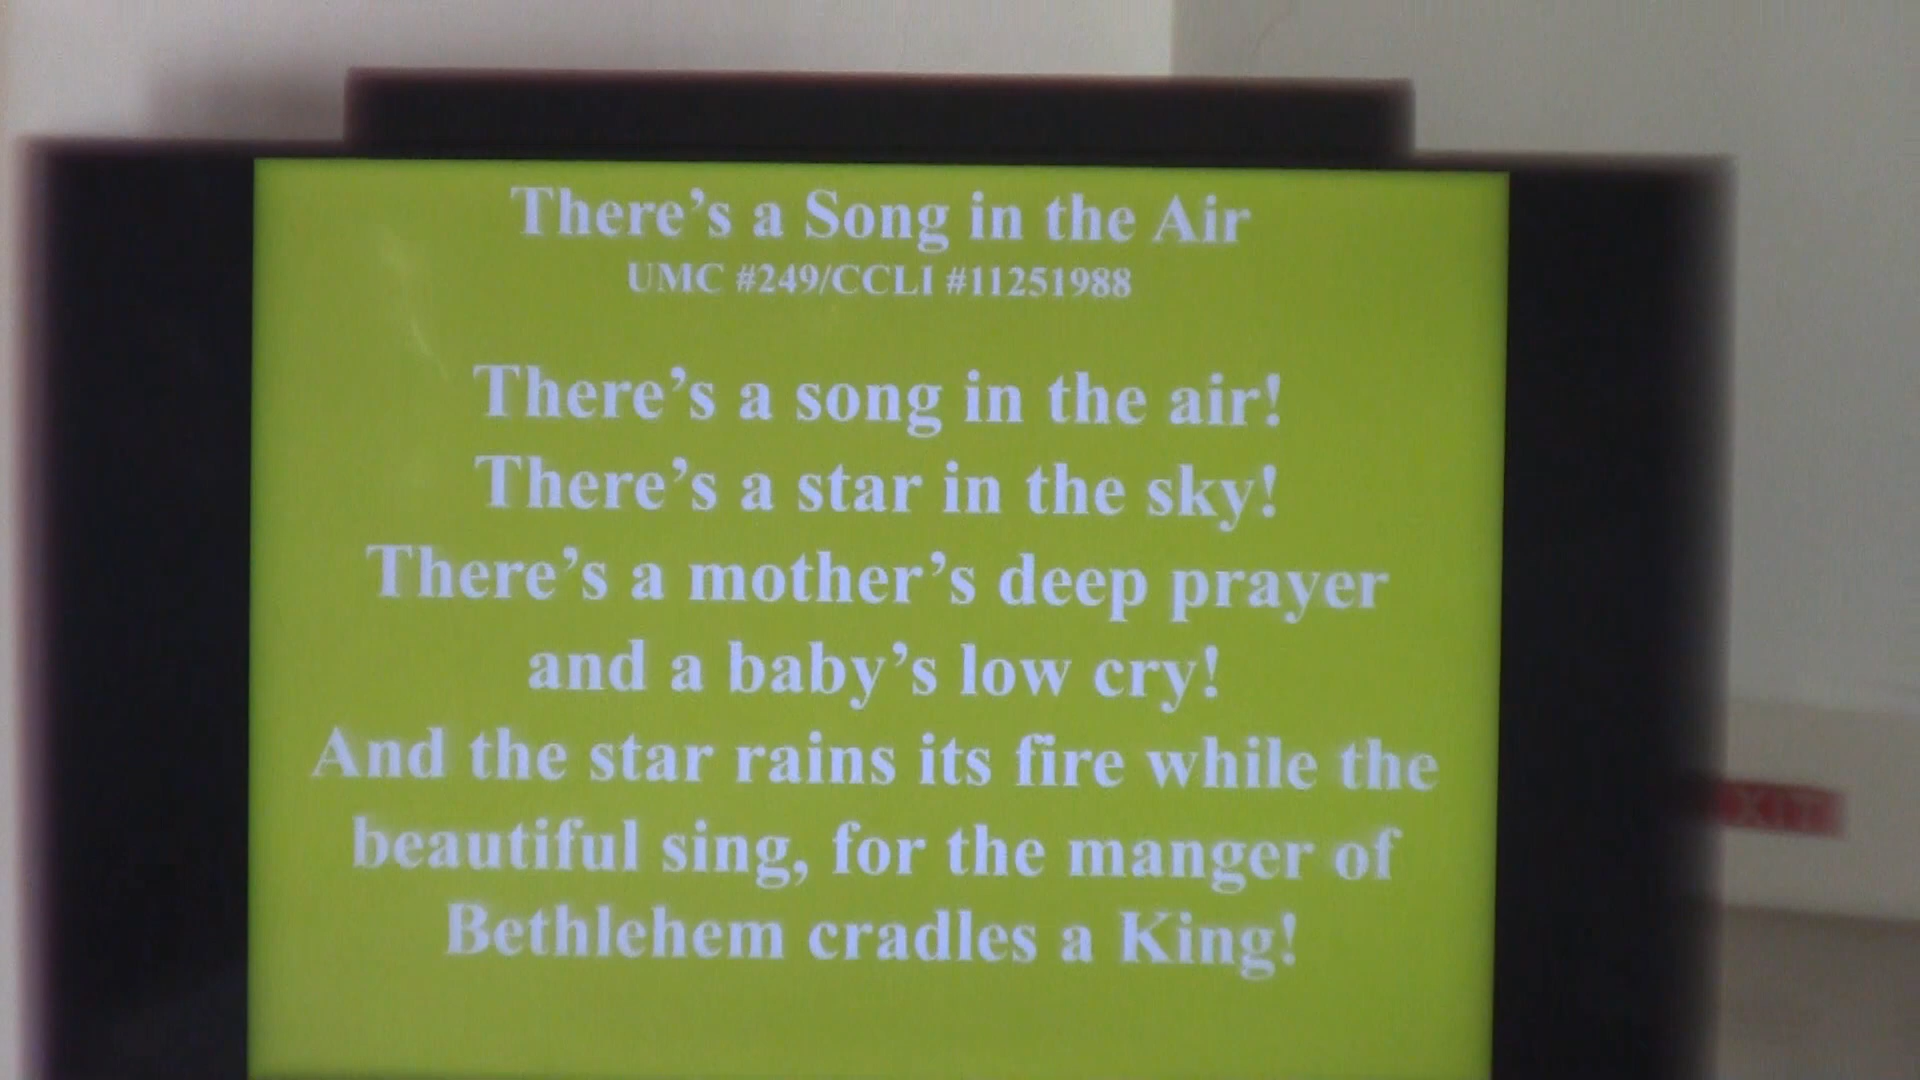 There's a Song in the Air
UMC #249/CCLI #11251988
There's a song in the air!
There's a star in the sky!
There's a mother's deep prayer
and a baby's low cry!
And the star rains its fire while the
beautiful sing, for the manger of
Bethlehem cradles a King!
EXIT